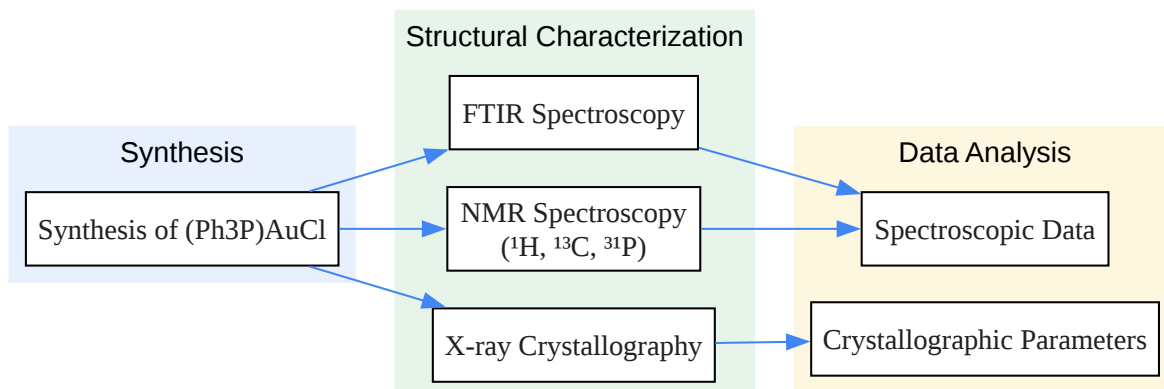 Synthesis
Synthesis of (Ph3P)AuCl
Structural Characterization
FTIR Spectroscopy
NMR Spectroscopy
(¹H, ¹³C, ³¹P)
X-ray Crystallography
Data Analysis
Spectroscopic Data
Crystallographic Parameters